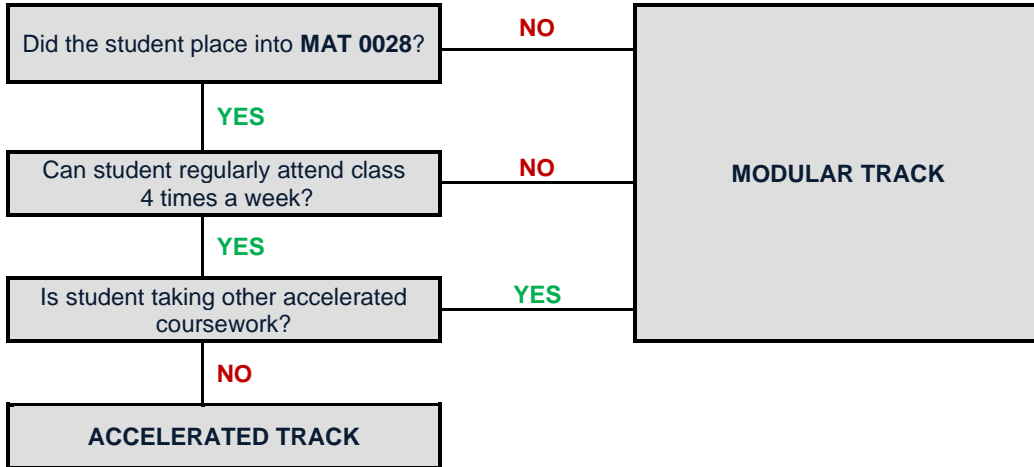 Did the student place into MAT 0028?
NO
YES
Can student regularly attend class
4 times a week?
NO
MODULAR TRACK
YES
Is student taking other accelerated
coursework?
YES
NO
ACCELERATED TRACK